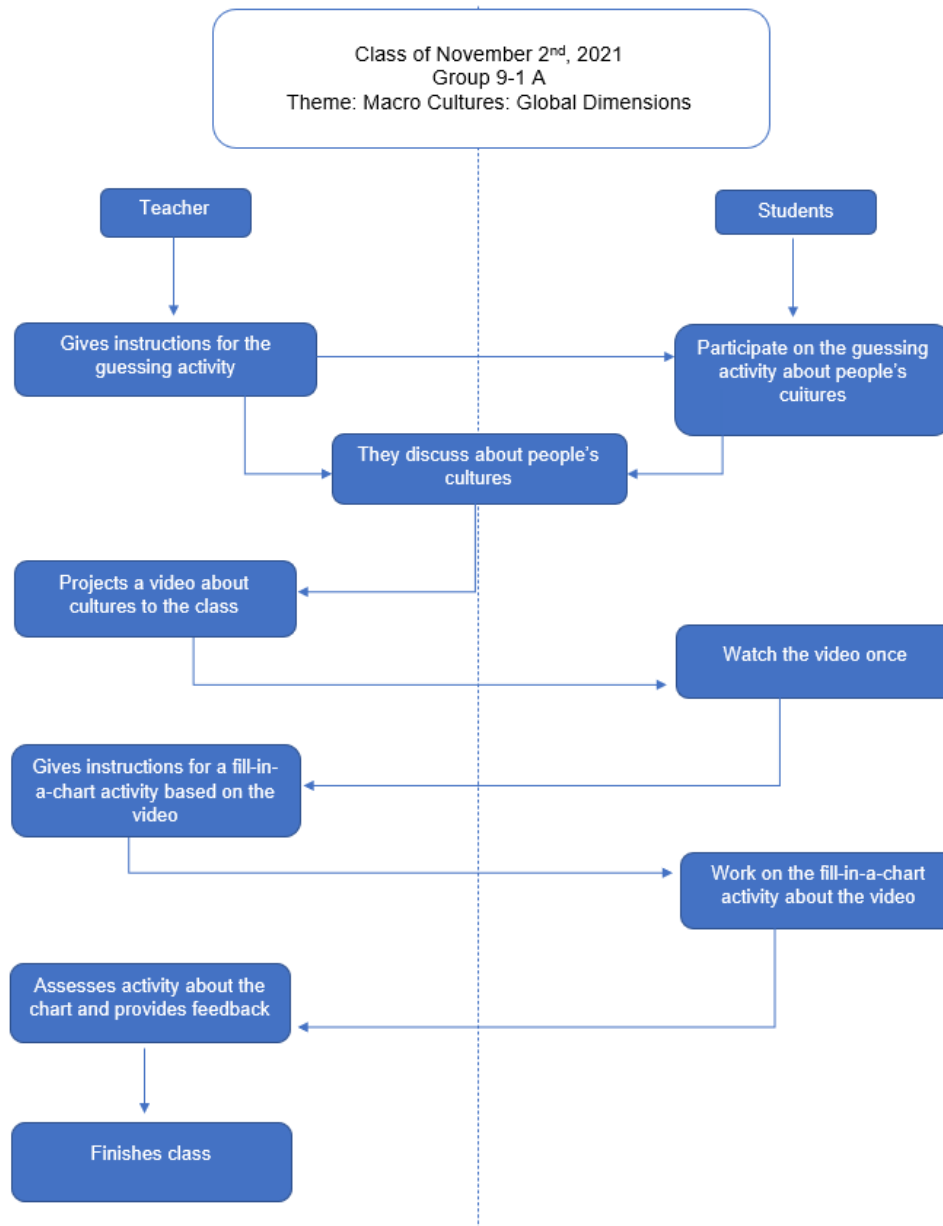 Class of November 2nd, 2021
Group 9-1 A
Theme: Macro Cultures: Global Dimensions
Teacher
Students
Gives instructions for the
guessing activity
Participate on the guessing
activity about people's
cultures
They discuss about people's
cultures
Projects a video about
cultures to the class
Watch the video once
Gives instructions for a fill-in-
a-chart activity based on the
video
Work on the fill-in-a-chart
activity about the video
Assesses activity about the
chart and provides feedback
Finishes class